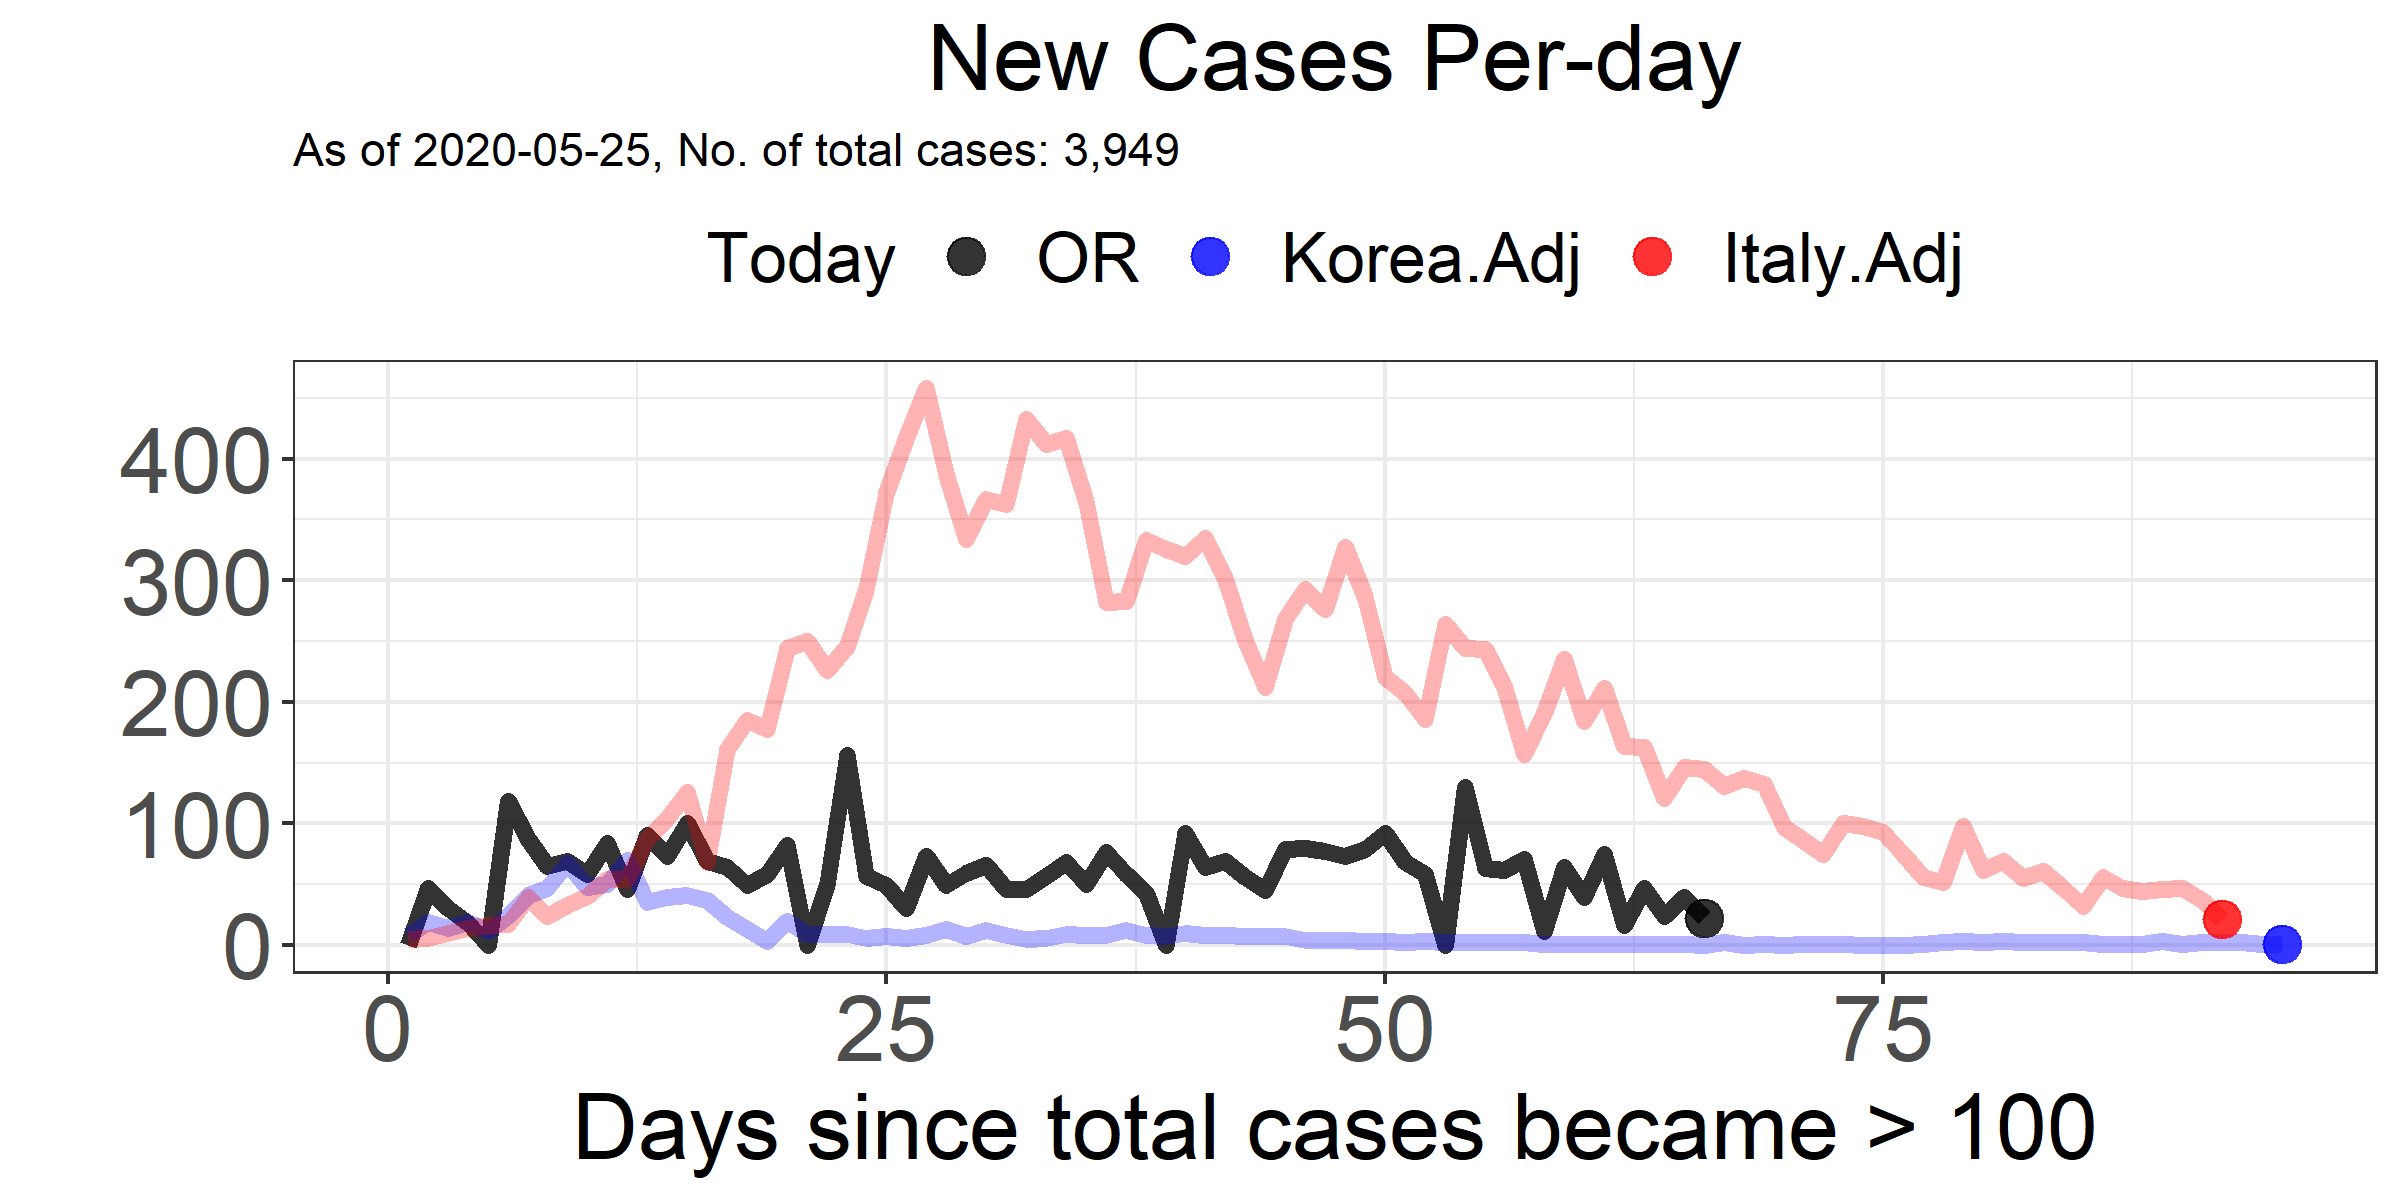 New Cases Per-day
As of 2020-05-25, No. of total cases: 3,949
Today OR Korea.Adj Italy.Adj
400
300
200
100
0
0 25 50 75
Days since total cases became > 100